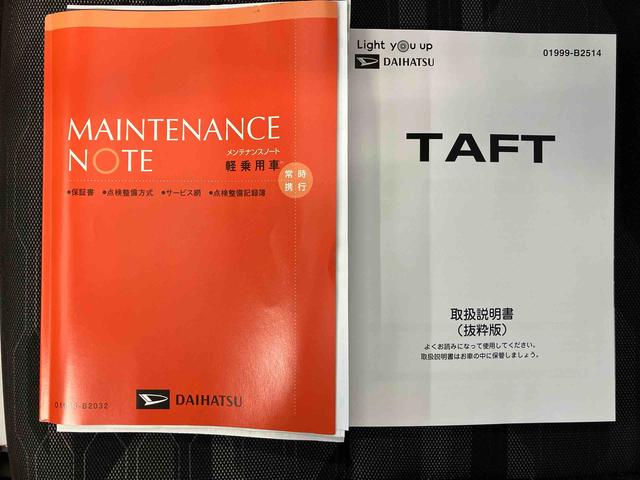 MAINTENANCE
NOTE
メンテナンスノート
軽乗用車
常時
携行
●保証書 ●点検整備方式 ●サービス網 ●点検整備記録簿
DAIHATSU
01999-B2032
Light you up
DAIHATSU
01999-B2514
TAFT
取扱説明書
(抜粋版)
よくお読みになって使用してください。
取扱説明書はお車の中に保管しましょう。